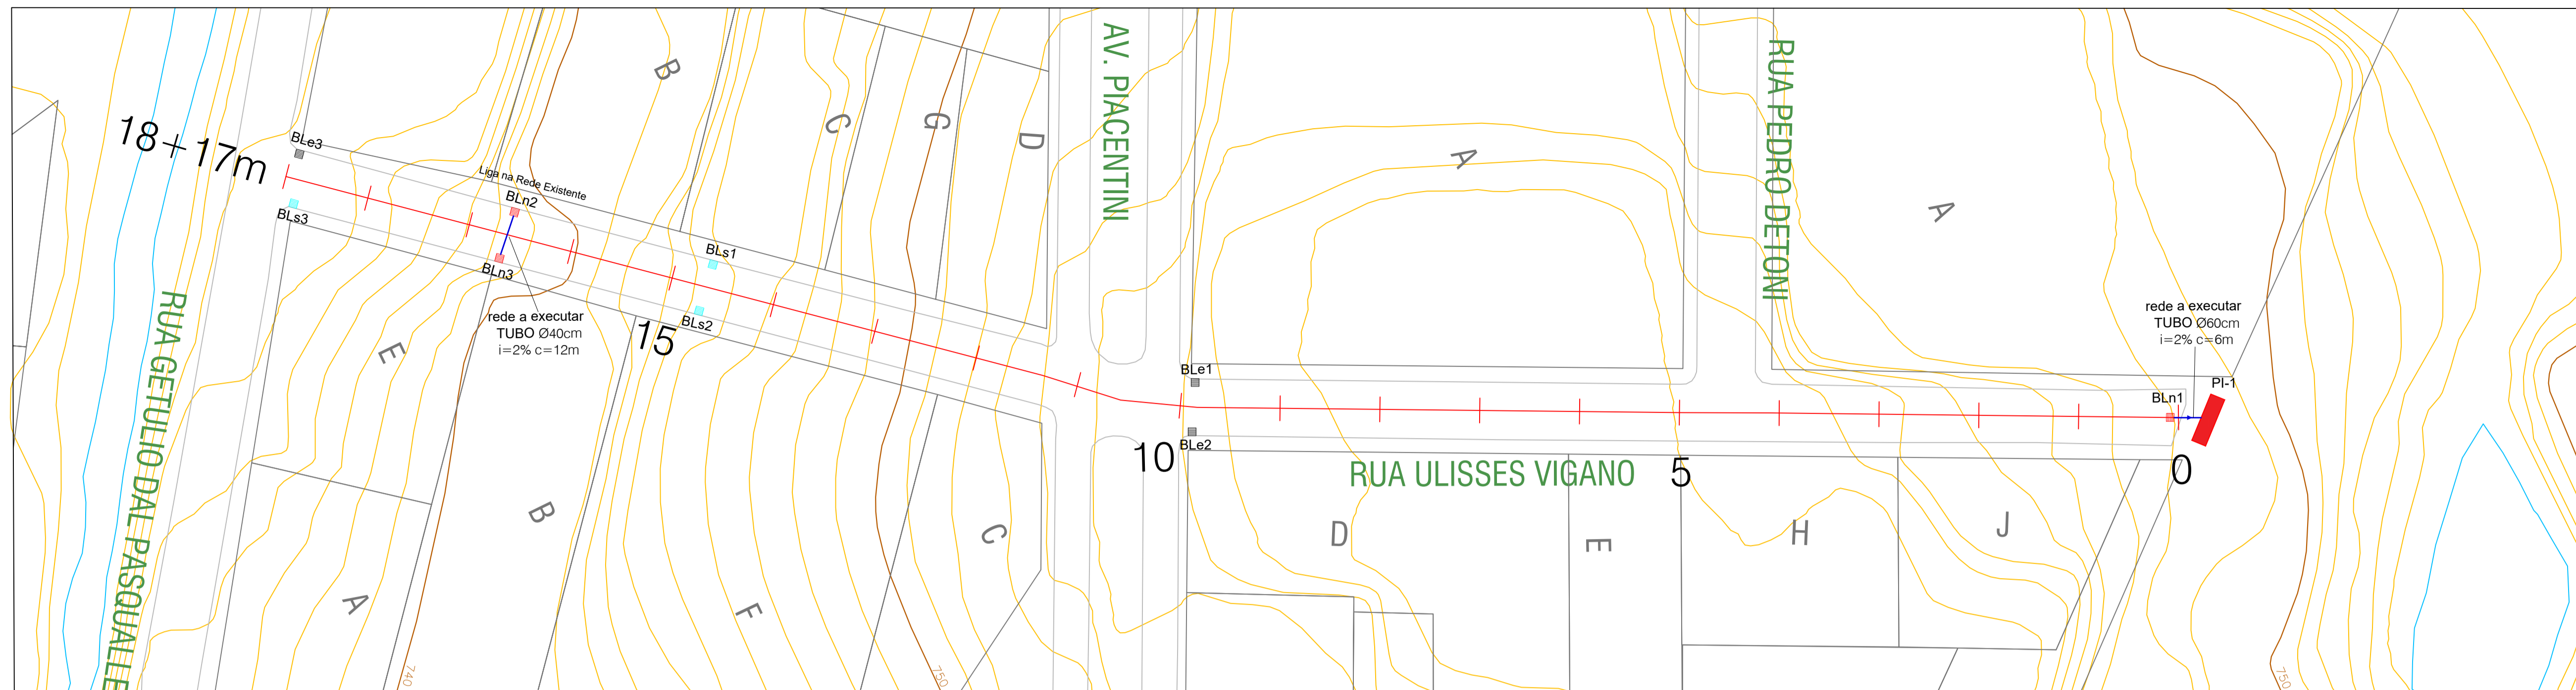 18+17m
BLe3
BLs3
Liga na Rede Existente
BLn2
BLn3
rede a executar
TUBO Ø40cm
i=2% c=12m
BLs1
BLs2
15
B
C
G
D
E
A
B
F
C
740
750
RUA GETULIO DAL PASQUALLE
AV. PIACENTINI
RUA PEDRO DETONI
A
A
BLe1
BLe2
10
RUA ULISSES VIGANO
5
0
D
E
H
J
rede a executar
TUBO Ø60cm
i=2% c=6m
PI-1
BLn1
750